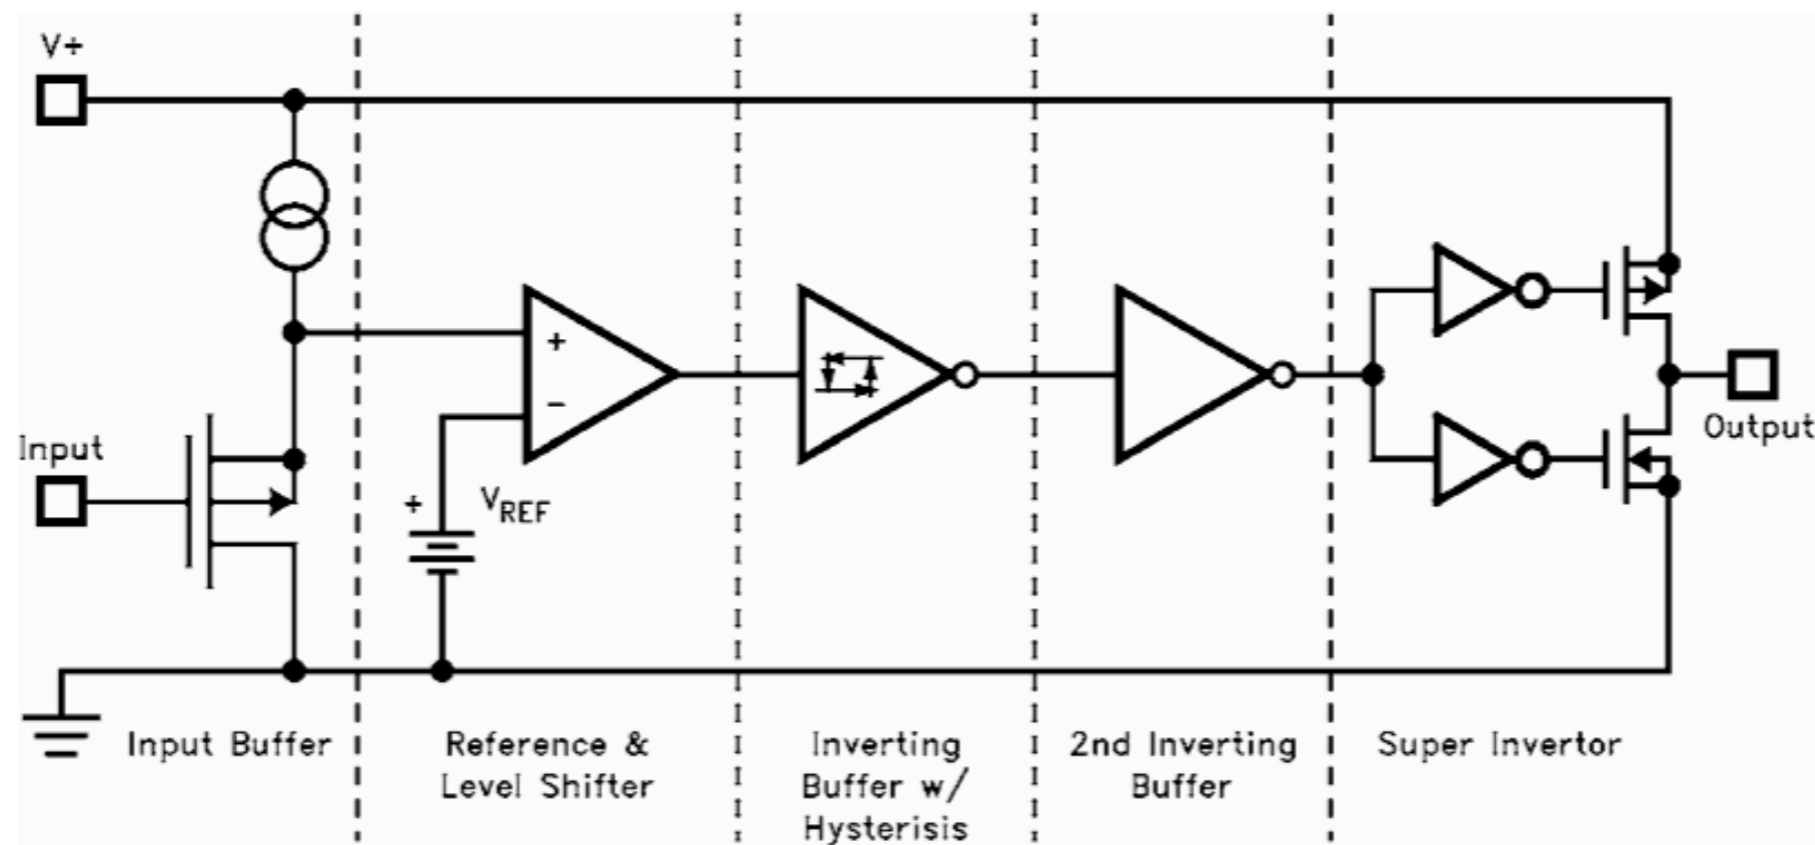 V+
Input
+
−
+
VREF
Output
Input Buffer
Reference &
Level Shifter
Inverting
Buffer w/
Hysterisis
2nd Inverting
Buffer
Super Invertor